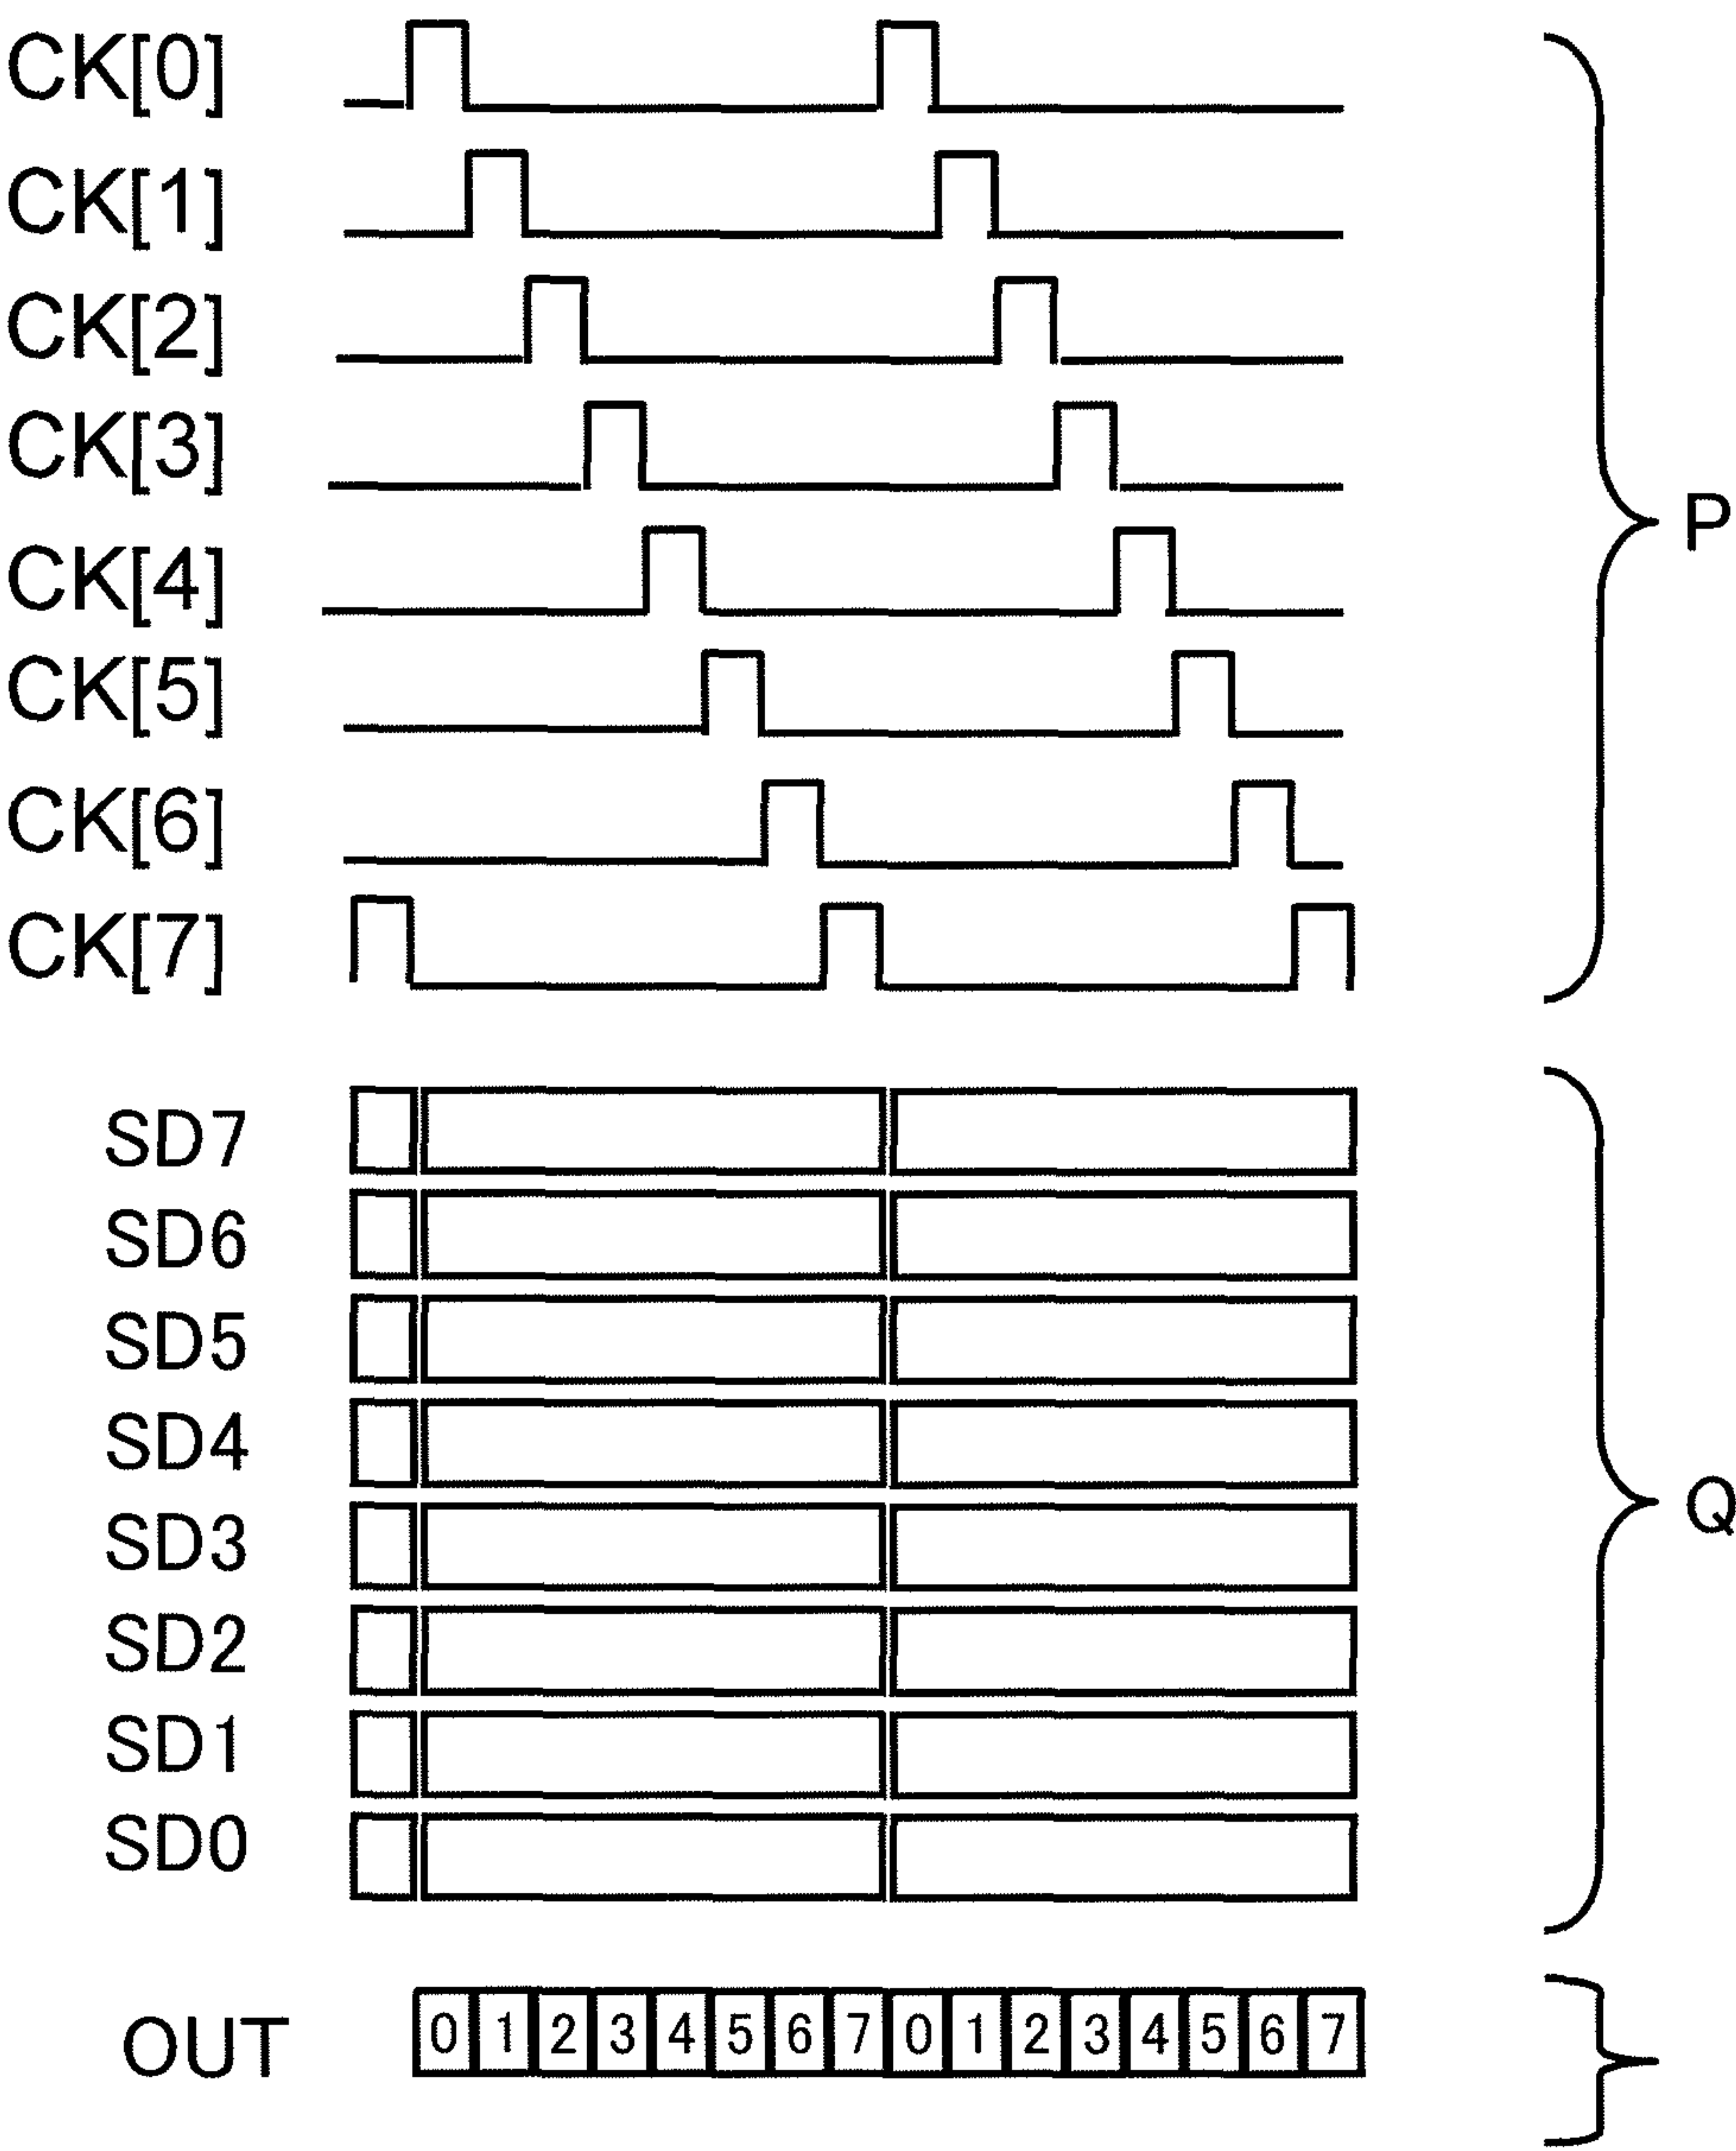 CK[0]
CK[1]
CK[2]
CK[3]
P
CK[4]
CK[5]
CK[6]
CK[7]
SD7
SD6
SD5
SD4
SD3
Q
SD2
SD1
SD0
OUT 0 1 2 3 4 5 6 7 0 1 2 3 4 5 6 7